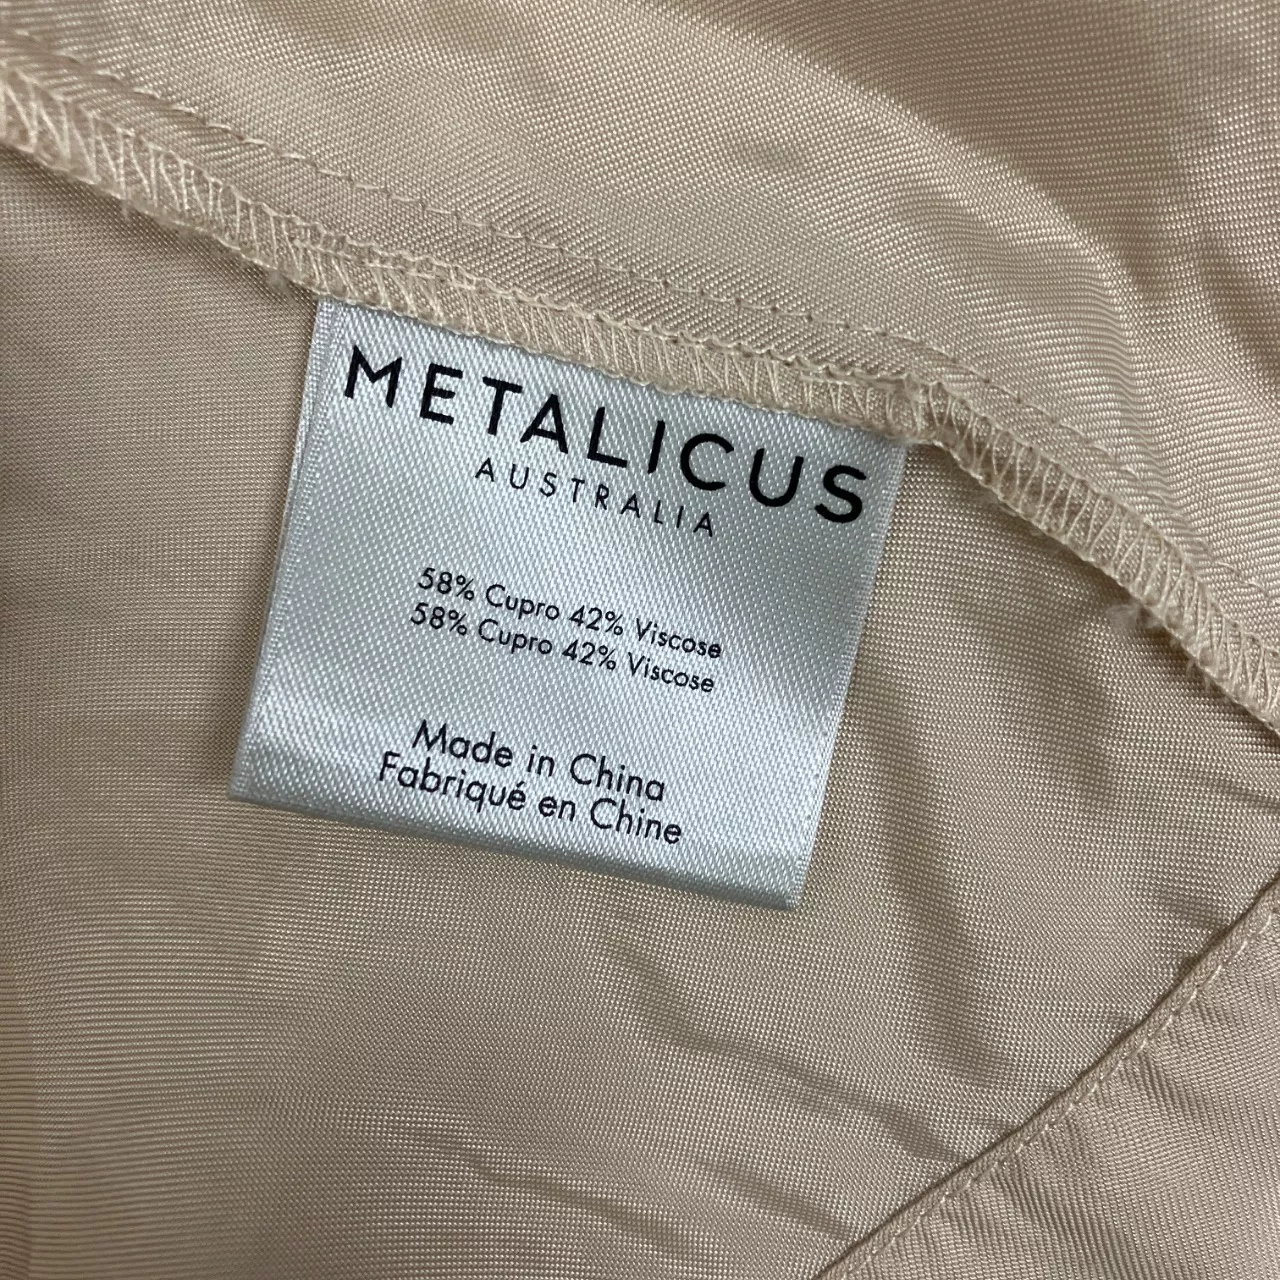 METALICUS
AUSTRALIA
58% Cupro 42% Viscose
58% Cupro 42% Viscose
Made in China
Fabriqué en Chine